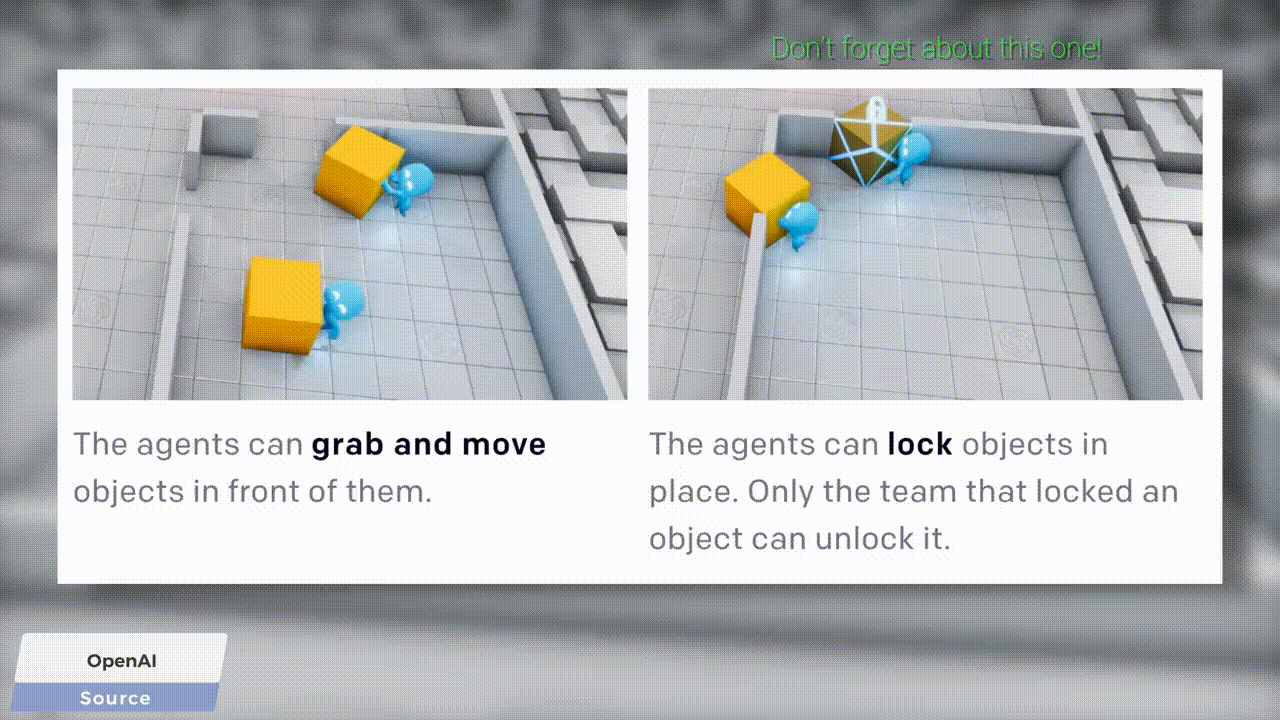 Don't forget about this one!
The agents can grab and move
objects in front of them.
The agents can lock objects in
place. Only the team that locked an
object can unlock it.
OpenAI
Source